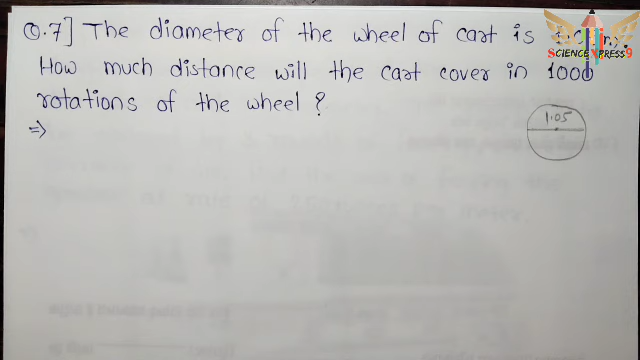 Q.7] The diameter of the wheel of cart is
How much distance will the cart cover in 1000
rotations of the wheel ?
⇒
1.05
SCIENCE XPRESS9